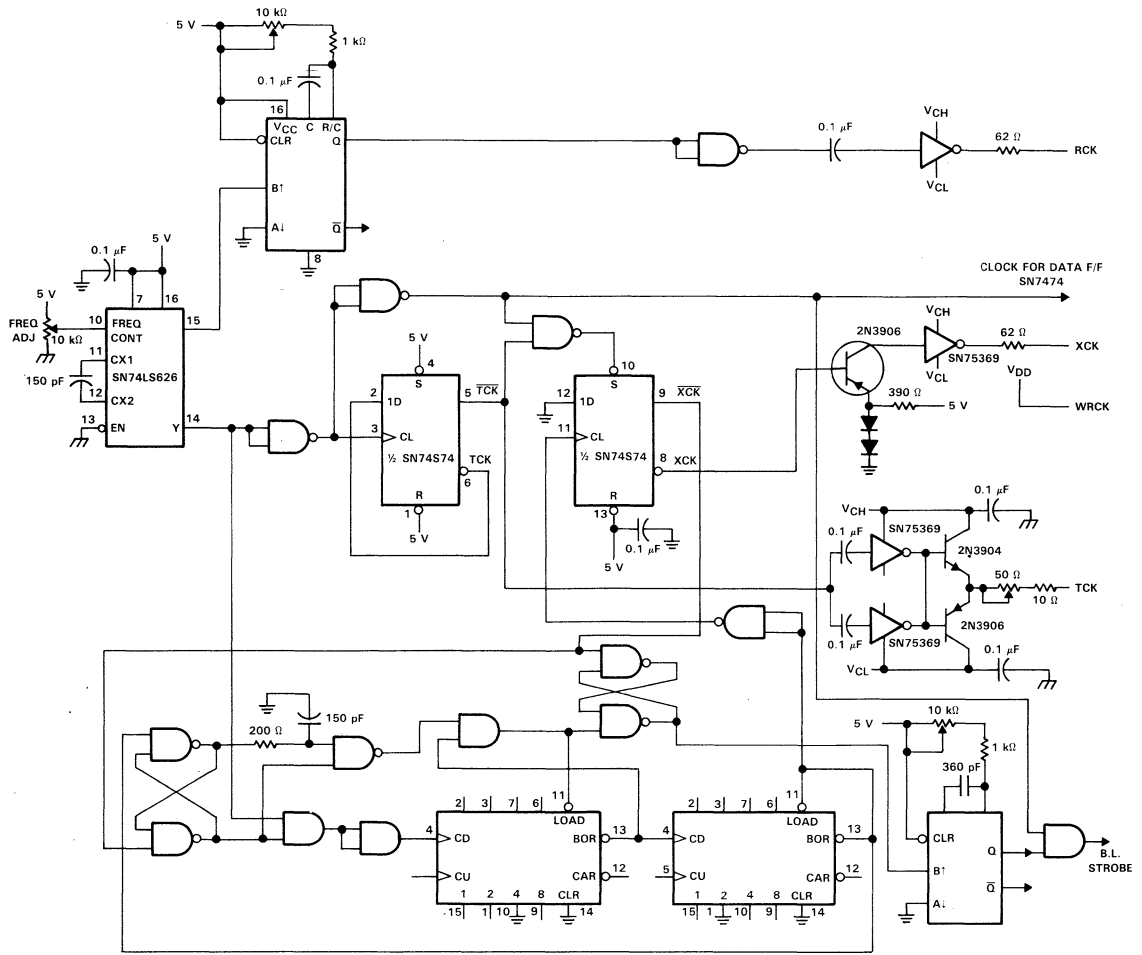 5 V
10 kΩ
1 kΩ
0.1 μF
16
VCC C R/C
CLR
Q
B↑
A↓
Q̅
8
0.1 μF
VCH
VCL
62 Ω
RCK
5 V
0.1 μF
7 16
5 V
FREQ
ADJ
10 kΩ
10 FREQ
CONT
15
11 CX1
SN74LS626
150 pF
12 CX2
13 EN
Y 14
CLOCK FOR DATA F/F
SN7474
5 V
4
S
2 1D
5 T̅C̅K̅
3 CL
½ SN74S74
TCK
6
R
1
5 V
10
S
12 1D
9 X̅C̅K̅
11 CL
½ SN74S74
8 XCK
R
13
0.1 μF
5 V
2N3906
VCH
SN75369
VCL
62 Ω
XCK
390 Ω
5 V
VDD
WRCK
VCH
0.1 μF
SN75369
0.1 μF
2N3904
50 Ω
10 Ω
TCK
2N3906
0.1 μF
SN75369
VCL
0.1 μF
200 Ω
150 pF
2 3 7 6 11
LOAD
4 CD
BOR 13
CU
CAR 12
1 2 4 8 CLR
15 1 10 9 14
2 3 7 6 11
LOAD
4 CD
BOR 13
5 CU
CAR 12
1 2 4 8 CLR
15 1 10 9 14
5 V
10 kΩ
1 kΩ
360 pF
CLR
Q
B↑
Q̅
A↓
B.L.
STROBE